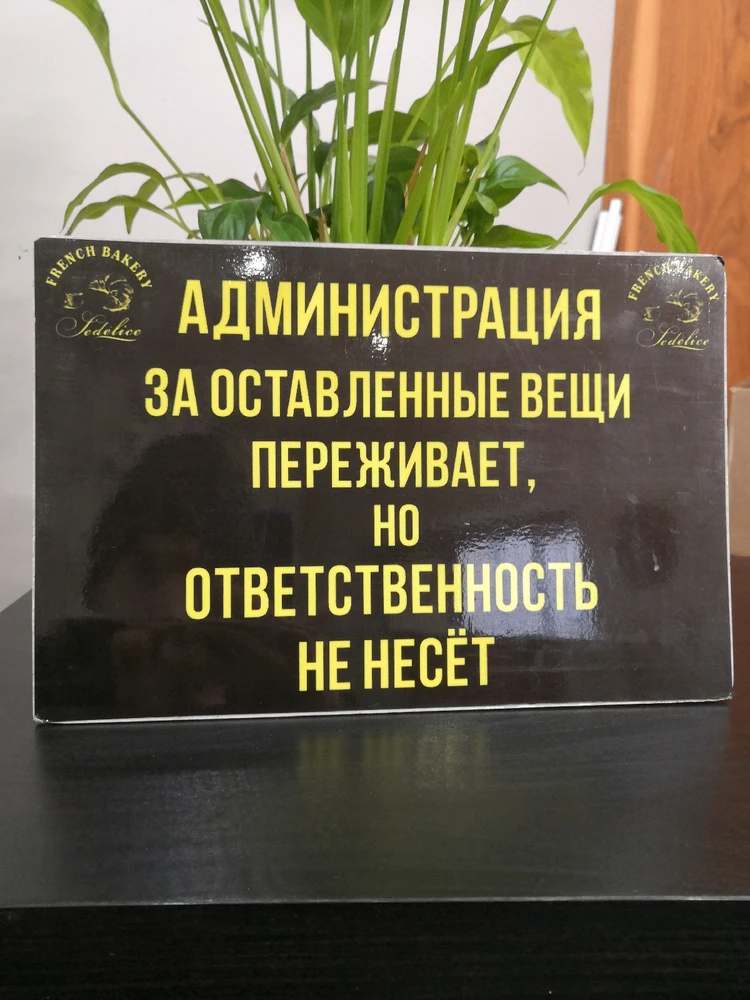 FRENCH BAKERY
Sedelice
FRENCH BAKERY
Sedelice
АДМИНИСТРАЦИЯ
ЗА ОСТАВЛЕННЫЕ ВЕЩИ
ПЕРЕЖИВАЕТ,
НО
ОТВЕТСТВЕННОСТЬ
НЕ НЕСЁТ